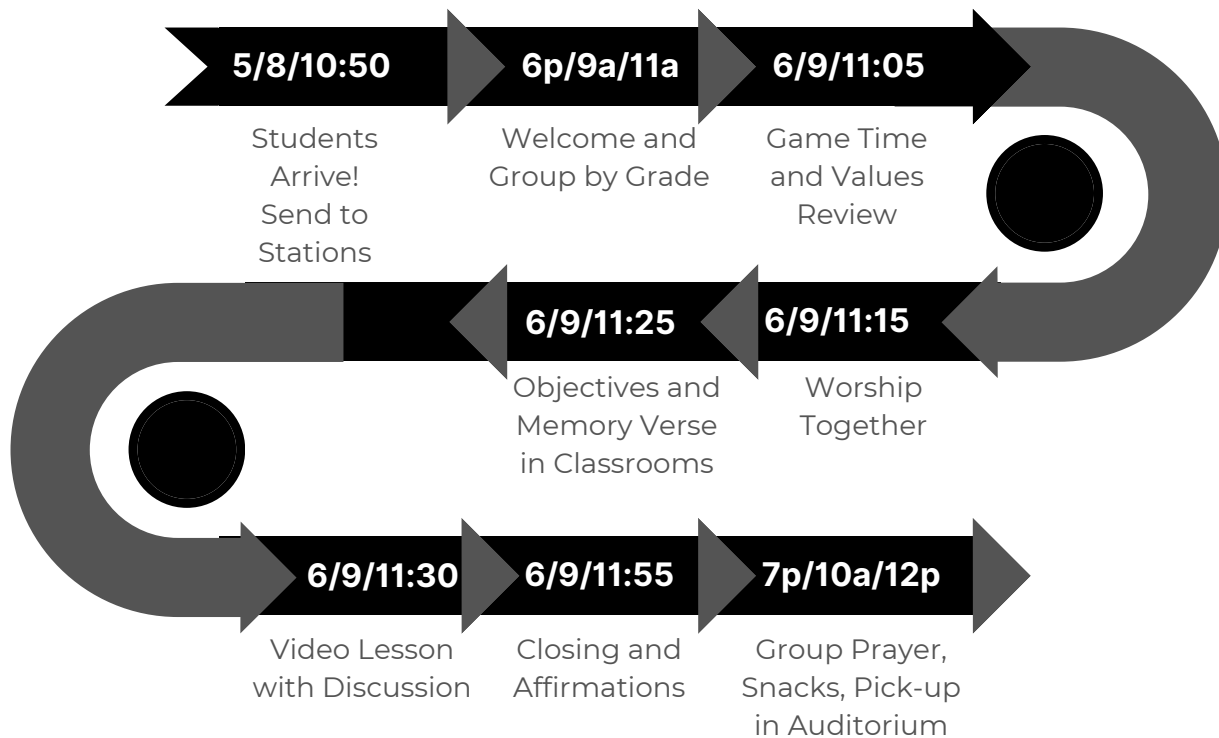 5/8/10:50
Students
Arrive!
Send to
Stations
6p/9a/11a
Welcome and
Group by Grade
6/9/11:05
Game Time
and Values
Review
6/9/11:15
Worship
Together
6/9/11:25
Objectives and
Memory Verse
in Classrooms
6/9/11:30
Video Lesson
with Discussion
6/9/11:55
Closing and
Affirmations
7p/10a/12p
Group Prayer,
Snacks, Pick-up
in Auditorium